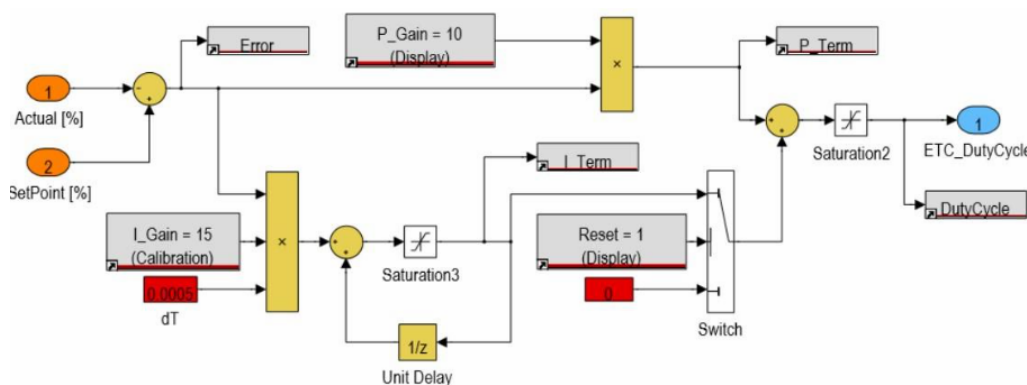 Error
P_Gain = 10
(Display)
×
P_Term
1
Actual [%]
2
SetPoint [%]
I_Gain = 15
(Calibration)
0.0005
dT
×
Saturation3
1/z
Unit Delay
I_Term
Reset = 1
(Display)
0
Switch
Saturation2
1
ETC_DutyCycle
DutyCycle